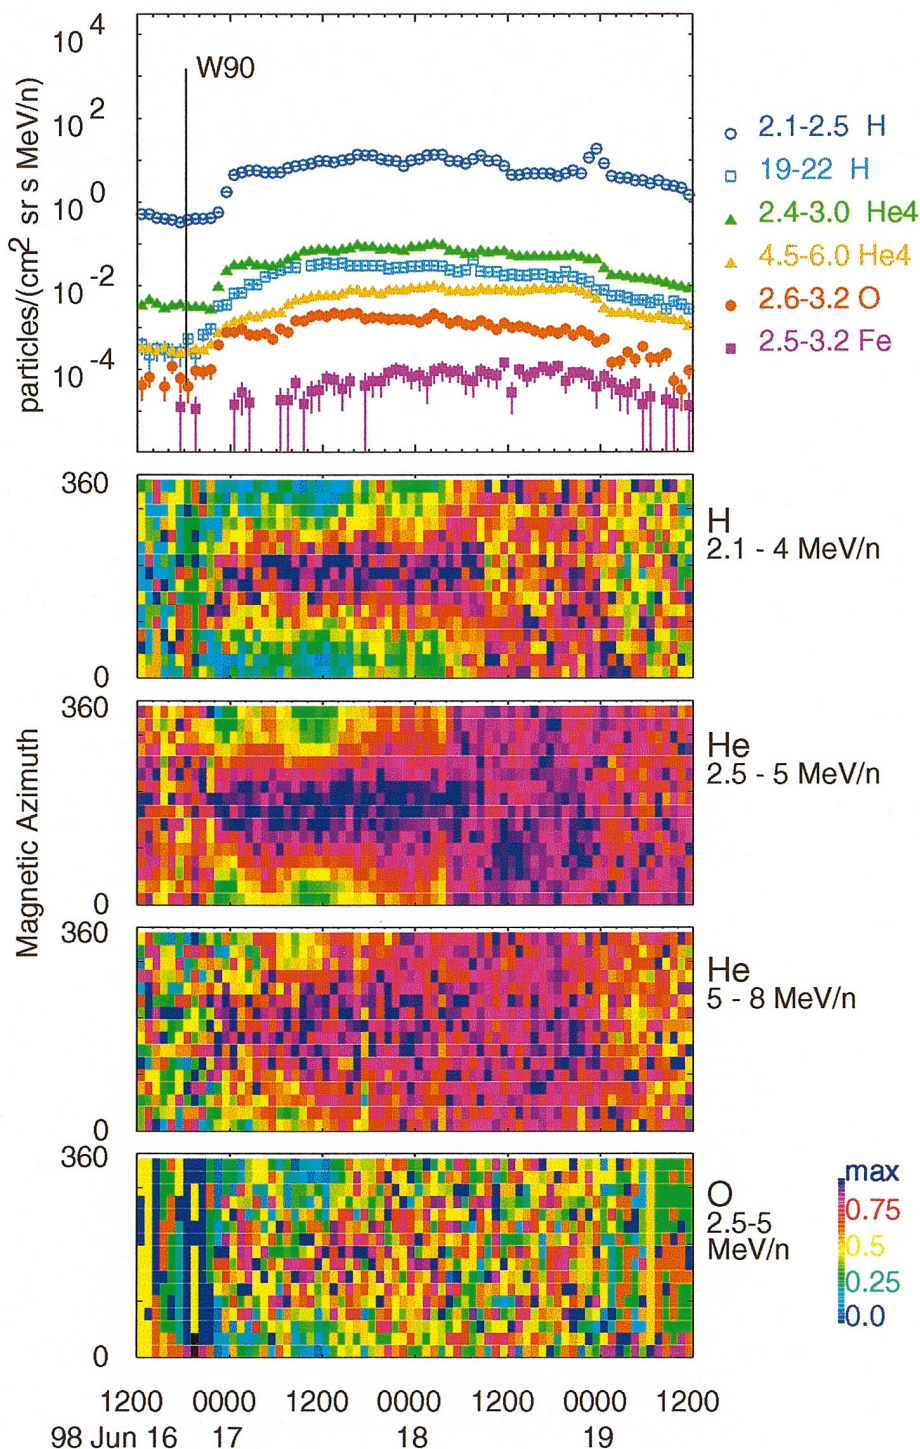 10^4
10^2
10^0
10^-2
10^-4
particles/(cm^2 sr s MeV/n)
W90
2.1-2.5 H
19-22 H
2.4-3.0 He4
4.5-6.0 He4
2.6-3.2 O
2.5-3.2 Fe
Magnetic Azimuth
360
0
H
2.1 - 4 MeV/n
360
0
He
2.5 - 5 MeV/n
360
0
He
5 - 8 MeV/n
360
0
O
2.5-5
MeV/n
max
0.75
0.5
0.25
0.0
1200 0000 1200 0000 1200 0000 1200
98 Jun 16 17 18 19